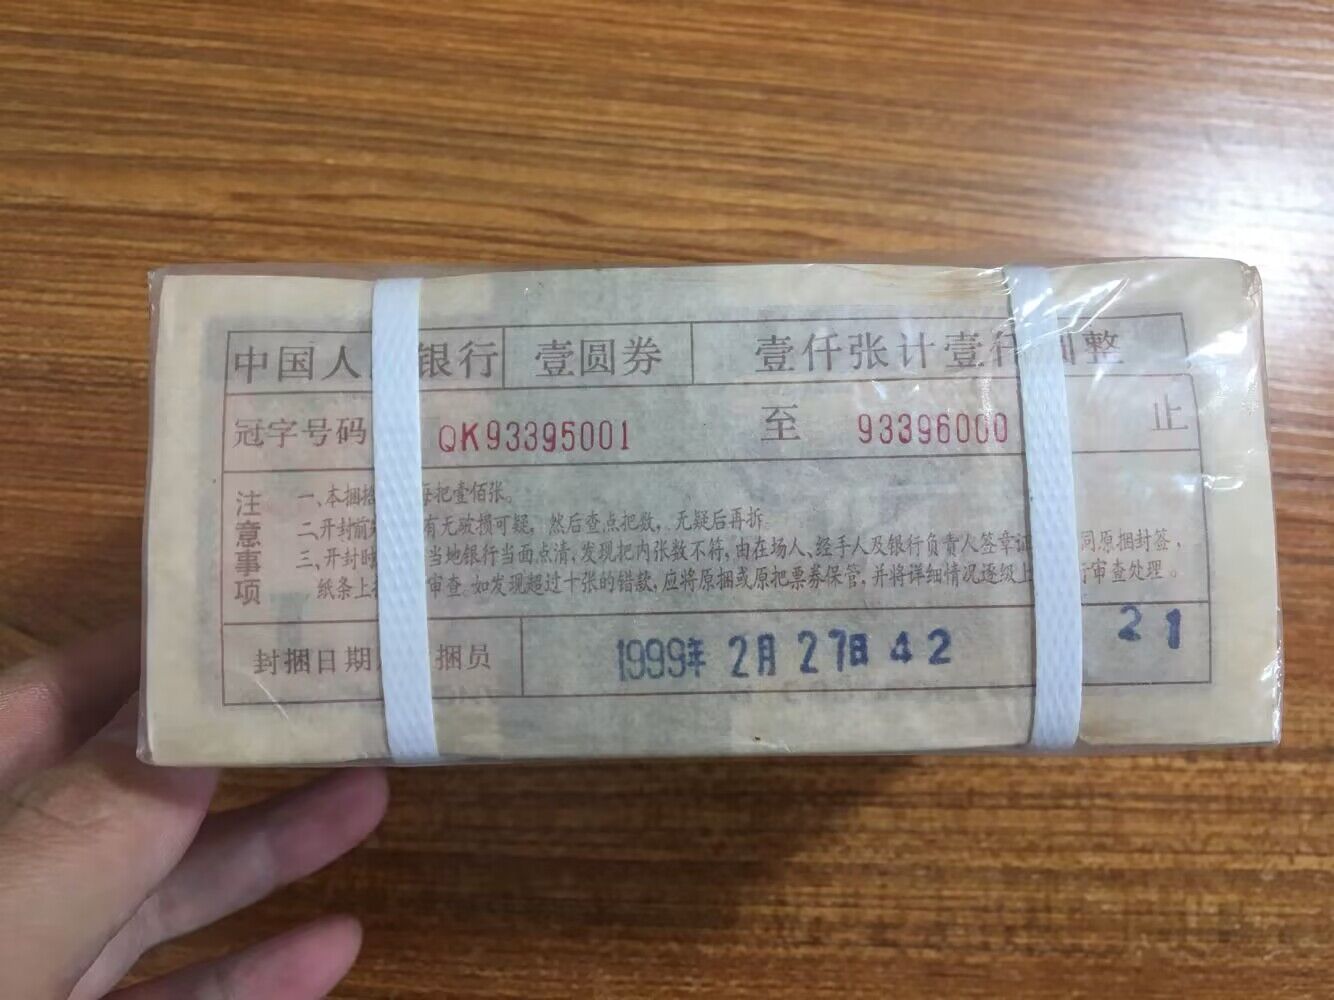 中国人 银行 壹圆券 壹仟张计壹仟 整
冠字号码 QK93395001 至 93396000 止
注意事项
一、本捆 每把壹佰张。
二、开封前 有无破损可疑，然后查点把数，无疑后再拆
三、开封时 当地银行当面点清，发现把内张数不符，由在场人、经手人及银行负责人签章证 同原捆封签，
纸条上 审查。如发现超过十张的错款，应将原捆或原把票券保管，并将详细情况逐级上 行审查处理。
21
封捆日期 捆员 1999年 2月 27日 42